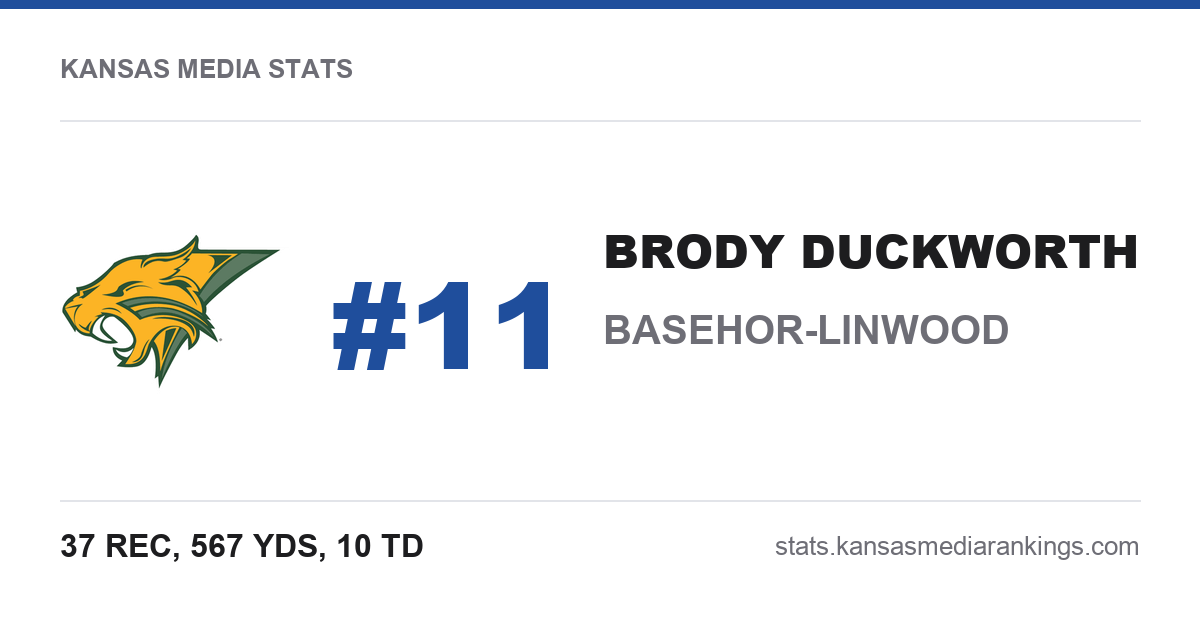 KANSAS MEDIA STATS
#11
BRODY DUCKWORTH
BASEHOR-LINWOOD
37 REC, 567 YDS, 10 TD
stats.kansasmediarankings.com